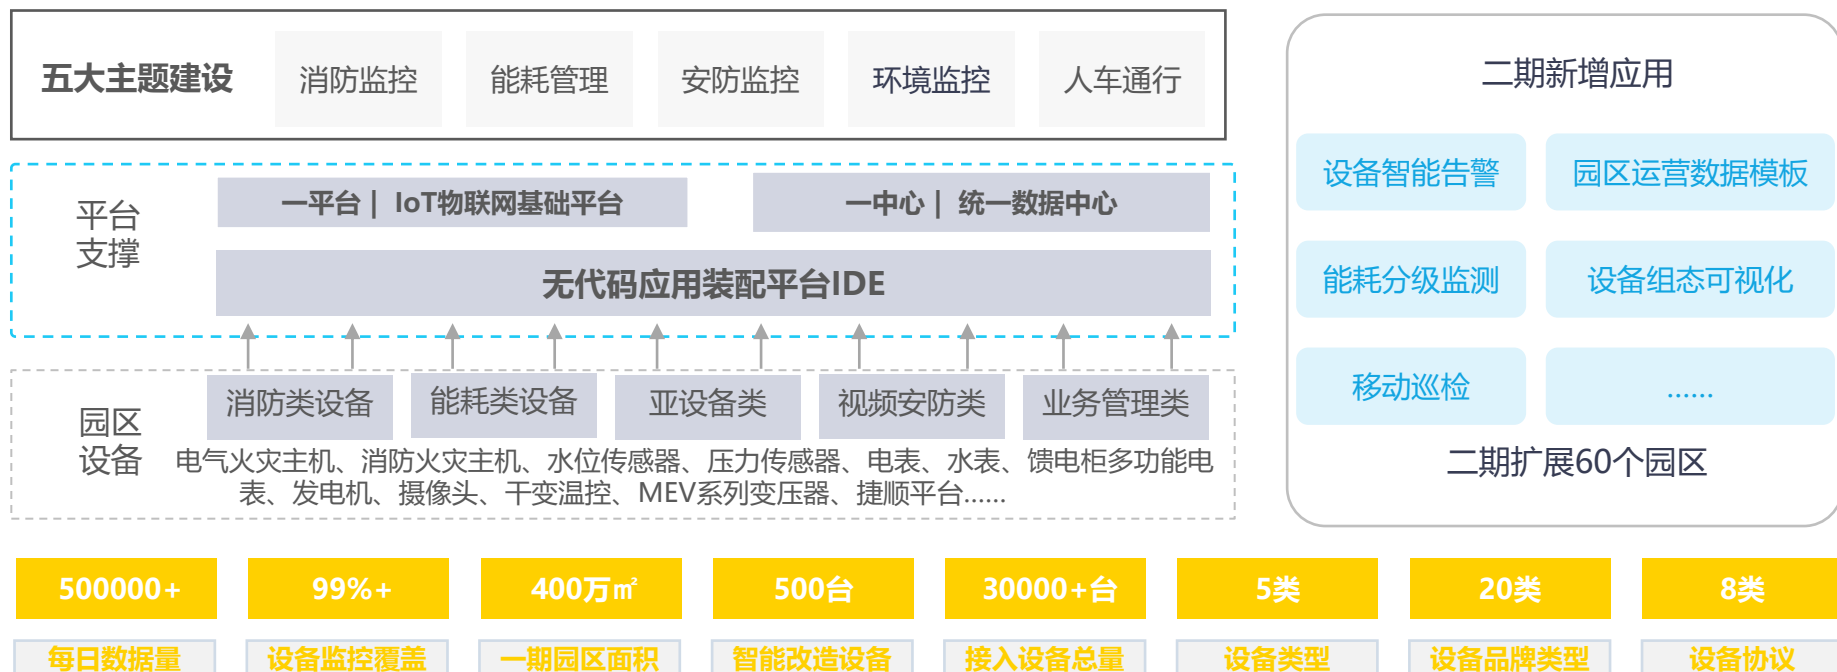 五大主题建设
消防监控
能耗管理
安防监控
环境监控
人车通行
平台
支撑
一平台｜ IoT物联网基础平台
一中心｜ 统一数据中心
无代码应用装配平台IDE
园区
设备
消防类设备
能耗类设备
亚设备类
视频安防类
业务管理类
电气火灾主机、消防火灾主机、水位传感器、压力传感器、电表、水表、馈电柜多功能电
表、发电机、摄像头、干变温控、MEV系列变压器、捷顺平台......
二期新增应用
设备智能告警
园区运营数据模板
能耗分级监测
设备组态可视化
移动巡检
......
二期扩展60个园区
500000+
99%+
400万㎡
500台
30000+台
5类
20类
8类
每日数据量
设备监控覆盖
一期园区面积
智能改造设备
接入设备总量
设备类型
设备品牌类型
设备协议